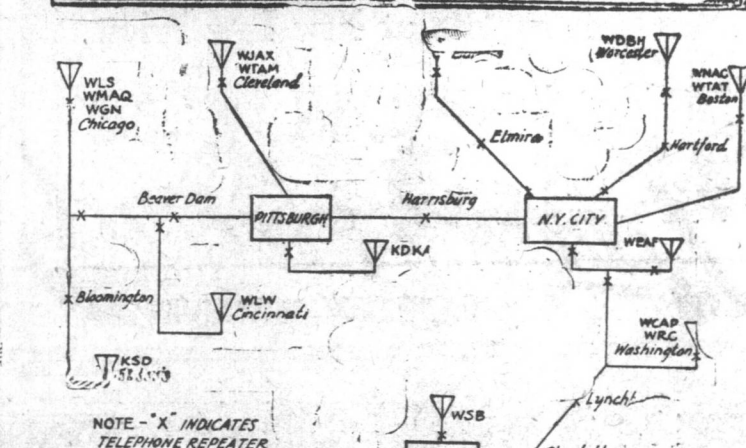 WLS
WMAQ
WGN
Chicago
WJAX
WTAM
Cleveland
WDBH
Worcester
WNAC
WTAT
Boston
Elmira
Hartford
Beaver Dam
PITTSBURGH
Harrisburg
N.Y. CITY
KDKA
WEAF
Bloomington
WLW
Cincinnati
WCAP
WRC
Washington
KSD
WSB
NOTE - "X" INDICATES
TELEPHONE REPEATER